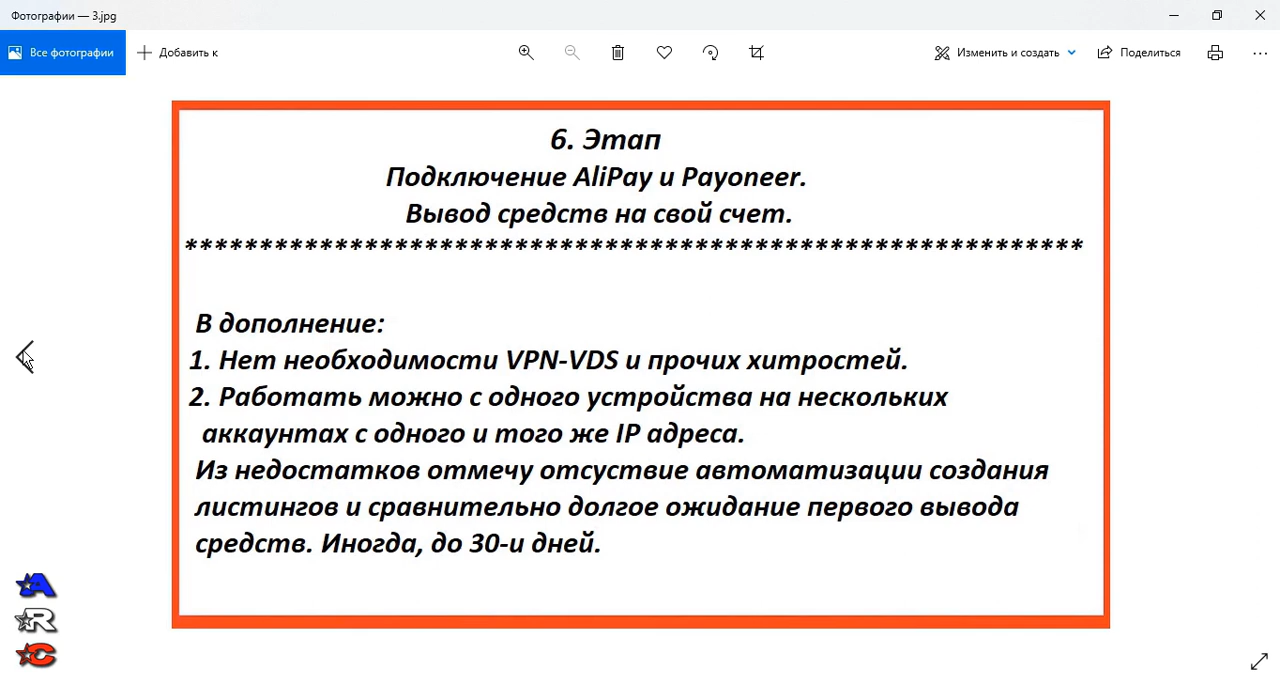 Фотографии — 3.jpg
Все фотографии
Добавить к
Изменить и создать
Поделиться
6. Этап
Подключение AliPay и Payoneer.
Вывод средств на свой счет.
************************************************************
В дополнение:
1. Нет необходимости VPN-VDS и прочих хитростей.
2. Работать можно с одного устройства на нескольких
аккаунтах с одного и того же IP адреса.
Из недостатков отмечу отсуствие автоматизации создания
листингов и сравнительно долгое ожидание первого вывода
средств. Иногда, до 30-и дней.
A
R
C